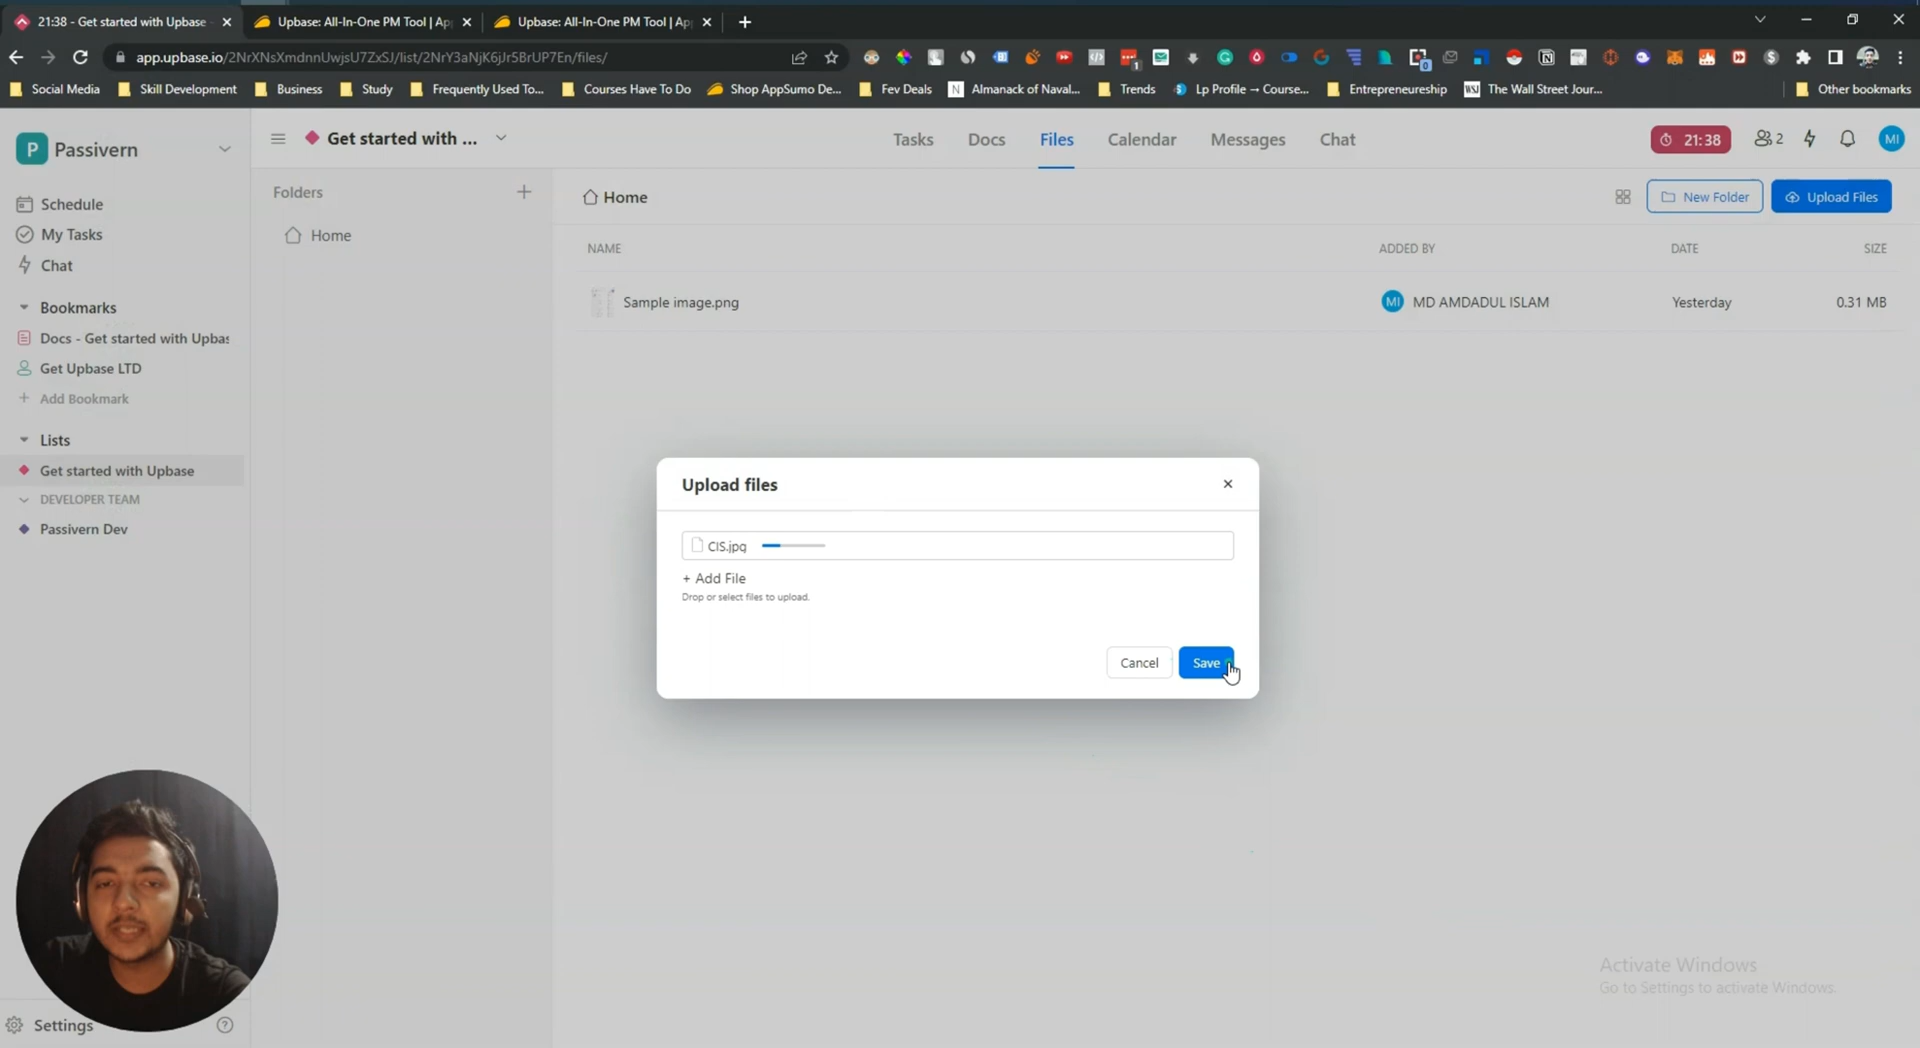 21:38 - Get started with Upbase
Upbase: All-In-One PM Tool | Ap
Upbase: All-In-One PM Tool | Ap
app.upbase.io/2NrXNsXmdnnUwjsU7ZxSJ/list/2NrY3aNjK6jJr5BrUP7En/files/
Social Media
Skill Development
Business
Study
Frequently Used To...
Courses Have To Do
Shop AppSumo De...
Fev Deals
Almanack of Naval...
Trends
Lp Profile → Course...
Entrepreneureship
WSJ
The Wall Street Jour...
Other bookmarks
P Passivern
Get started with ...
Tasks
Docs
Files
Calendar
Messages
Chat
21:38
2
MI
Schedule
My Tasks
Chat
Bookmarks
Docs - Get started with Upbas
Get Upbase LTD
+ Add Bookmark
Lists
Get started with Upbase
DEVELOPER TEAM
Passivern Dev
Settings
Folders
Home
Home
New Folder
Upload Files
NAME
ADDED BY
DATE
SIZE
Sample image.png
MI MD AMDADUL ISLAM
Yesterday
0.31 MB
Upload files
CIS.jpg
+ Add File
Drop or select files to upload.
Cancel
Save
Activate Windows
Go to Settings to activate Windows.